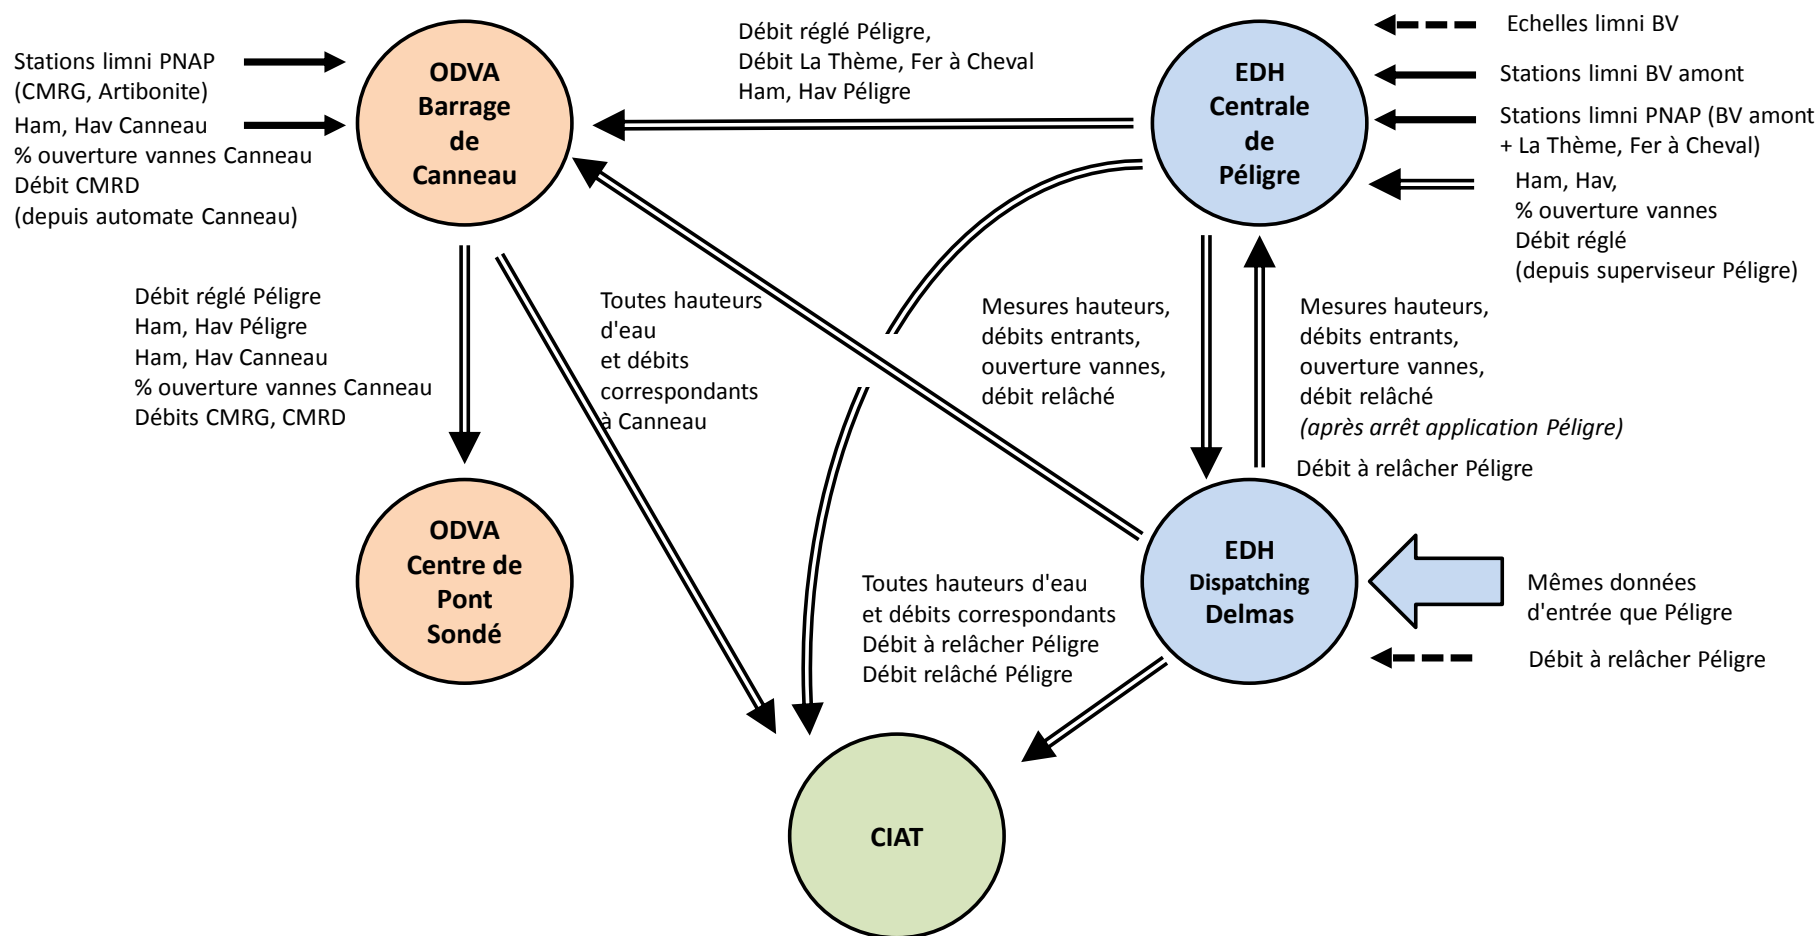 Stations limni PNAP
(CMRG, Artibonite)
Ham, Hav Canneau
% ouverture vannes Canneau
Débit CMRD
(depuis automate Canneau)
ODVA
Barrage
de
Canneau
Débit réglé Péligre,
Débit La Thème, Fer à Cheval
Ham, Hav Péligre
EDH
Centrale
de
Péligre
Echelles limni BV
Stations limni BV amont
Stations limni PNAP (BV amont
+ La Thème, Fer à Cheval)
Ham, Hav,
% ouverture vannes
Débit réglé
(depuis superviseur Péligre)
Débit réglé Péligre
Ham, Hav Péligre
Ham, Hav Canneau
% ouverture vannes Canneau
Débits CMRG, CMRD
Toutes hauteurs
d'eau
et débits
correspondants
à Canneau
Mesures hauteurs,
débits entrants,
ouverture vannes,
débit relâché
Mesures hauteurs,
débits entrants,
ouverture vannes,
débit relâché
(après arrêt application Péligre)
Débit à relâcher Péligre
ODVA
Centre de
Pont
Sondé
Toutes hauteurs d'eau
et débits correspondants
Débit à relâcher Péligre
Débit relâché Péligre
EDH
Dispatching
Delmas
Mêmes données
d'entrée que Péligre
Débit à relâcher Péligre
CIAT